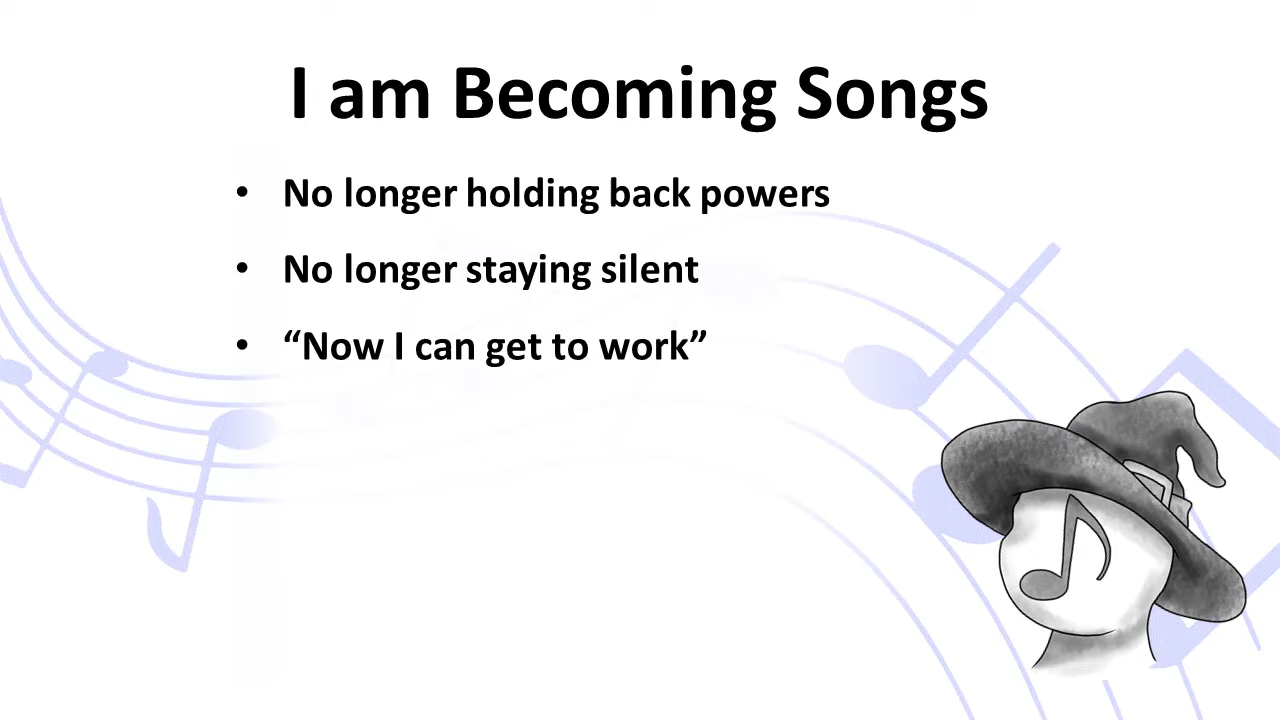 I am Becoming Songs
• No longer holding back powers
• No longer staying silent
• “Now I can get to work”